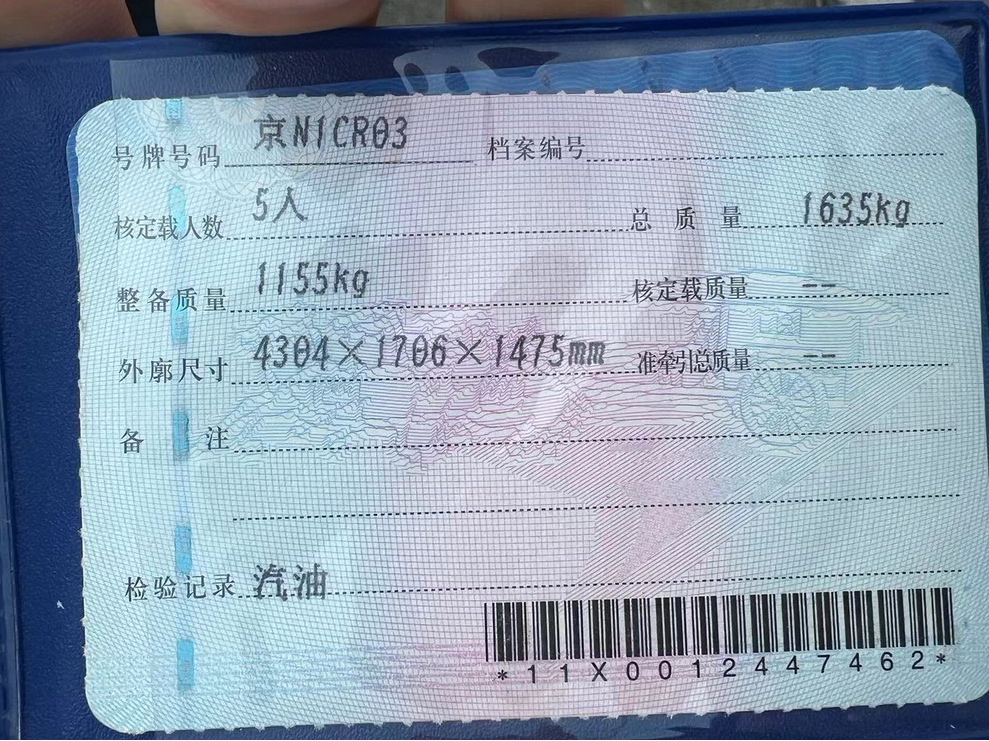 号牌号码 京N1CR03 档案编号
核定载人数 5人 总质量 1635kg
整备质量 1155kg 核定载质量 --
外廓尺寸 4304×1706×1475mm 准牵引总质量 --
备注
检验记录 汽油
*11X0012447462*